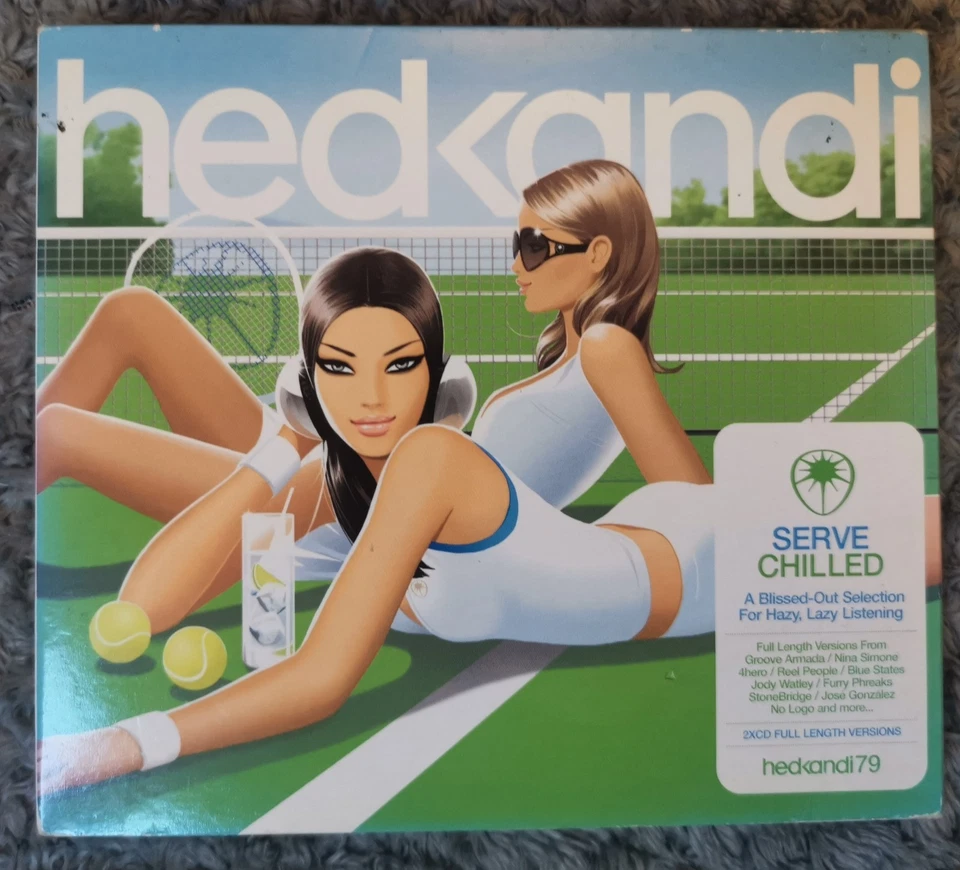 hedkandi
SERVE
CHILLED
A Blissed-Out Selection
For Hazy, Lazy Listening
Full Length Versions From
Groove Armada / Nina Simone
4hero / Reel People / Blue States
Jody Watley / Furry Phreaks
StoneBridge / José González
No Logo and more...
2XCD FULL LENGTH VERSIONS
hedkandi79